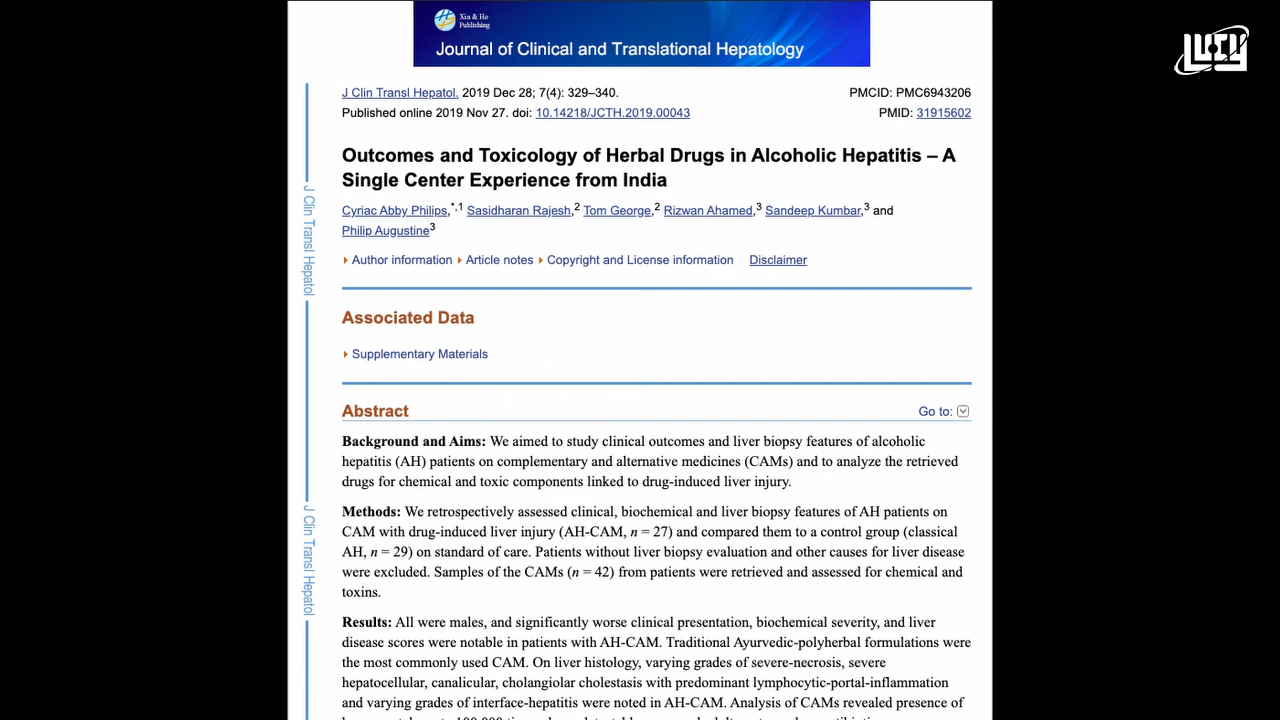 Xia & He
Publishing
Journal of Clinical and Translational Hepatology
LUCY
J Clin Transl Hepatol. 2019 Dec 28; 7(4): 329–340.
PMCID: PMC6943206
Published online 2019 Nov 27. doi: 10.14218/JCTH.2019.00043
PMID: 31915602
Outcomes and Toxicology of Herbal Drugs in Alcoholic Hepatitis – A
Single Center Experience from India
Cyriac Abby Philips,*,1 Sasidharan Rajesh,2 Tom George,2 Rizwan Ahamed,3 Sandeep Kumbar,3 and
Philip Augustine3
Author information Article notes Copyright and License information Disclaimer
J Clin Transl Hepatol
Associated Data
Supplementary Materials
Abstract
Go to:
Background and Aims: We aimed to study clinical outcomes and liver biopsy features of alcoholic
hepatitis (AH) patients on complementary and alternative medicines (CAMs) and to analyze the retrieved
drugs for chemical and toxic components linked to drug-induced liver injury.
Methods: We retrospectively assessed clinical, biochemical and liver biopsy features of AH patients on
CAM with drug-induced liver injury (AH-CAM, n = 27) and compared them to a control group (classical
AH, n = 29) on standard of care. Patients without liver biopsy evaluation and other causes for liver disease
were excluded. Samples of the CAMs (n = 42) from patients were retrieved and assessed for chemical and
toxins.
J Clin Transl Hepatol
Results: All were males, and significantly worse clinical presentation, biochemical severity, and liver
disease scores were notable in patients with AH-CAM. Traditional Ayurvedic-polyherbal formulations were
the most commonly used CAM. On liver histology, varying grades of severe-necrosis, severe
hepatocellular, canalicular, cholangiolar cholestasis with predominant lymphocytic-portal-inflammation
and varying grades of interface-hepatitis were noted in AH-CAM. Analysis of CAMs revealed presence of